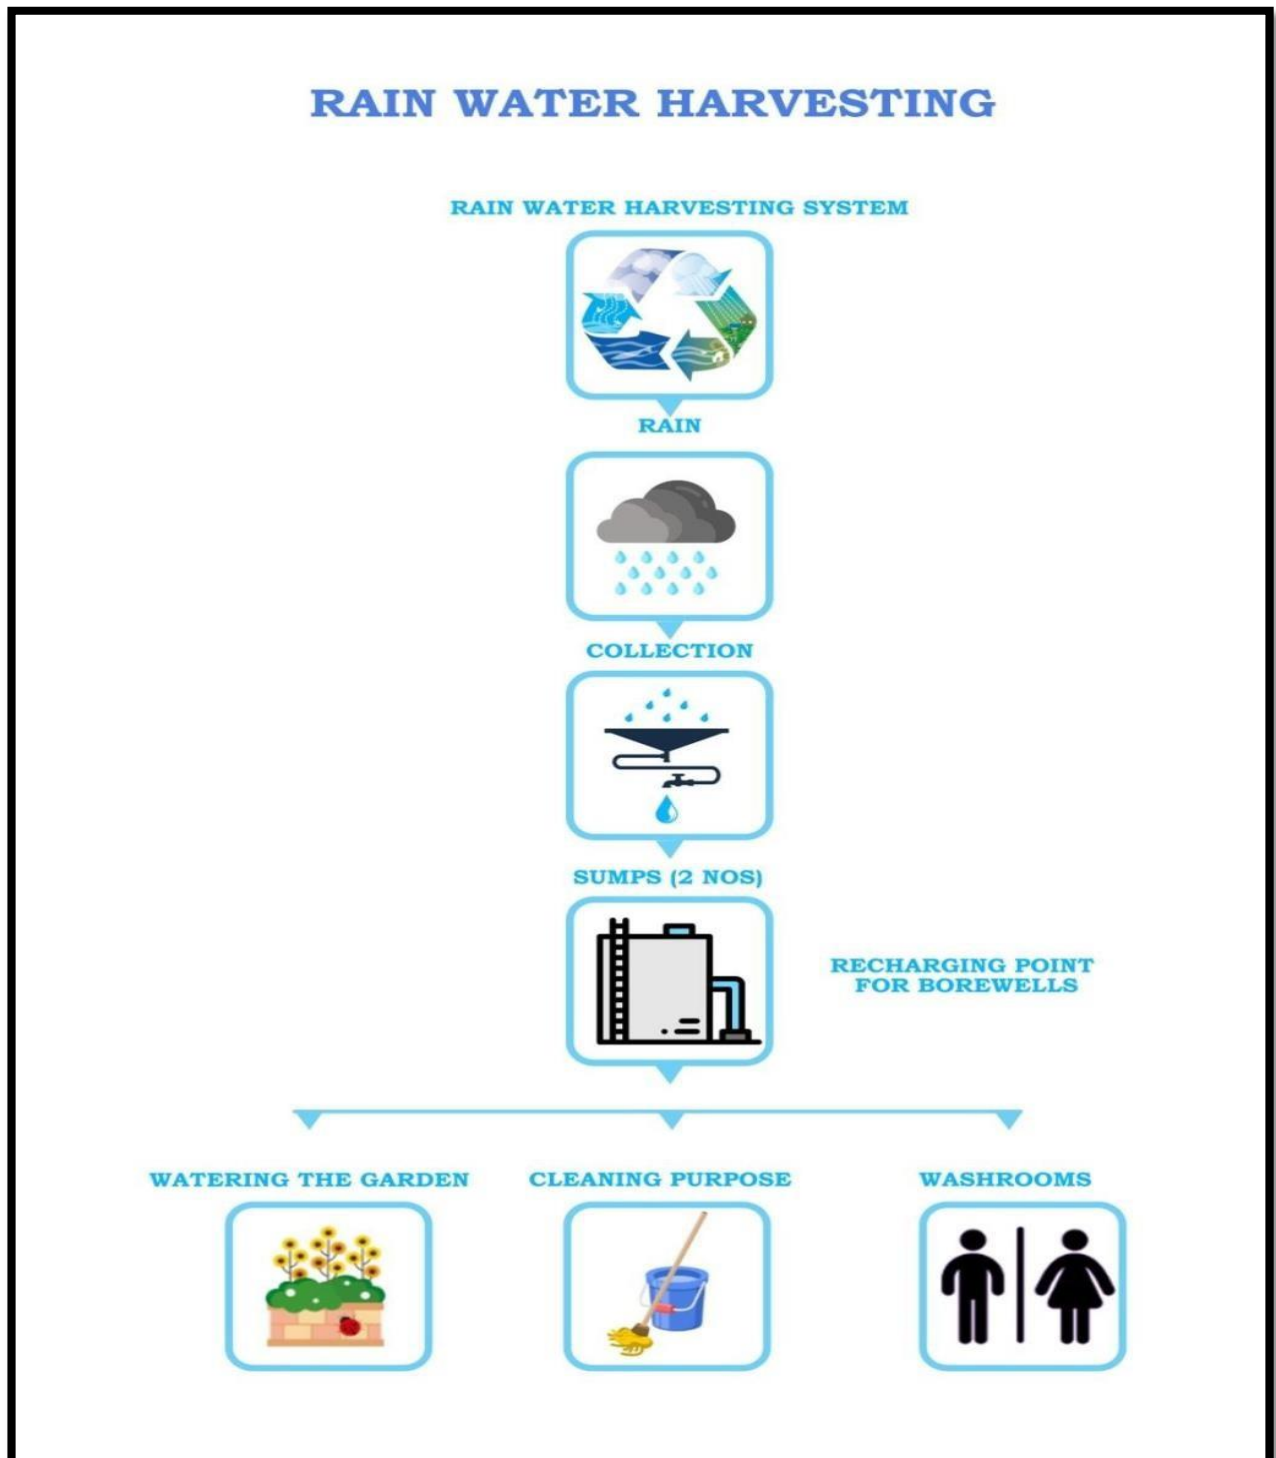 RAIN WATER HARVESTING
RAIN WATER HARVESTING SYSTEM
RAIN
COLLECTION
SUMPS (2 NOS)
RECHARGING POINT
FOR BOREWELLS
WATERING THE GARDEN
CLEANING PURPOSE
WASHROOMS